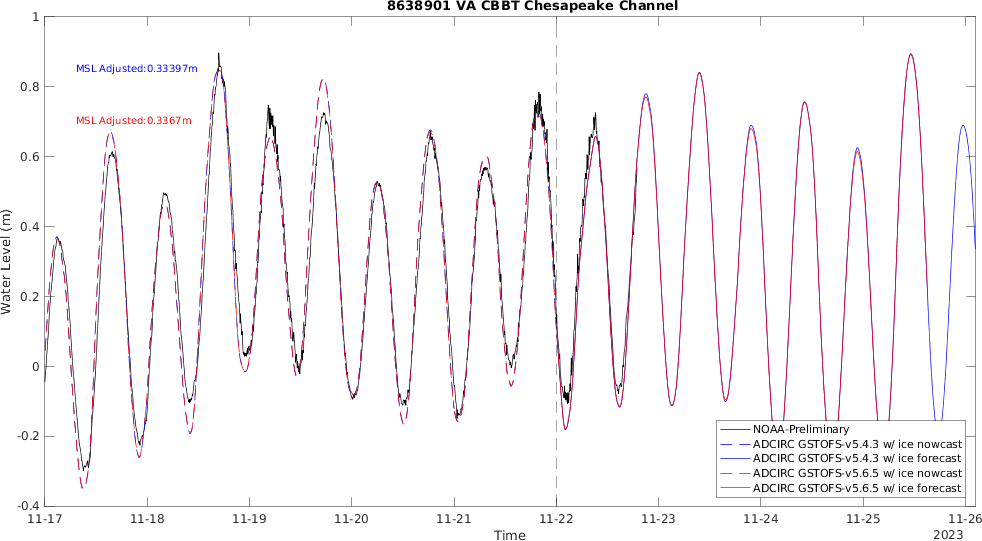 8638901 VA CBBT Chesapeake Channel
1
0.8
0.6
0.4
0.2
0
-0.2
-0.4
Water Level (m)
MSL Adjusted:0.33397m
MSL Adjusted:0.3367m
NOAA-Preliminary
ADCIRC GSTOFS-v5.4.3 w/ ice nowcast
ADCIRC GSTOFS-v5.4.3 w/ ice forecast
ADCIRC GSTOFS-v5.6.5 w/ ice nowcast
ADCIRC GSTOFS-v5.6.5 w/ ice forecast
11-17 11-18 11-19 11-20 11-21 11-22 11-23 11-24 11-25 11-26
Time
2023